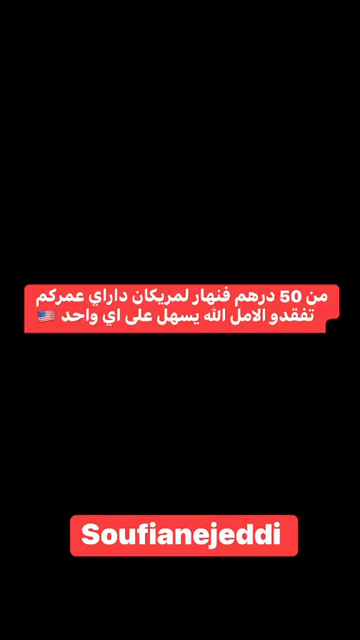 من 50 درهم فنهار لمريكان داراي عمركم
تفقدو الامل الله يسهل على اي واحد 🇺🇸
Soufianejeddi